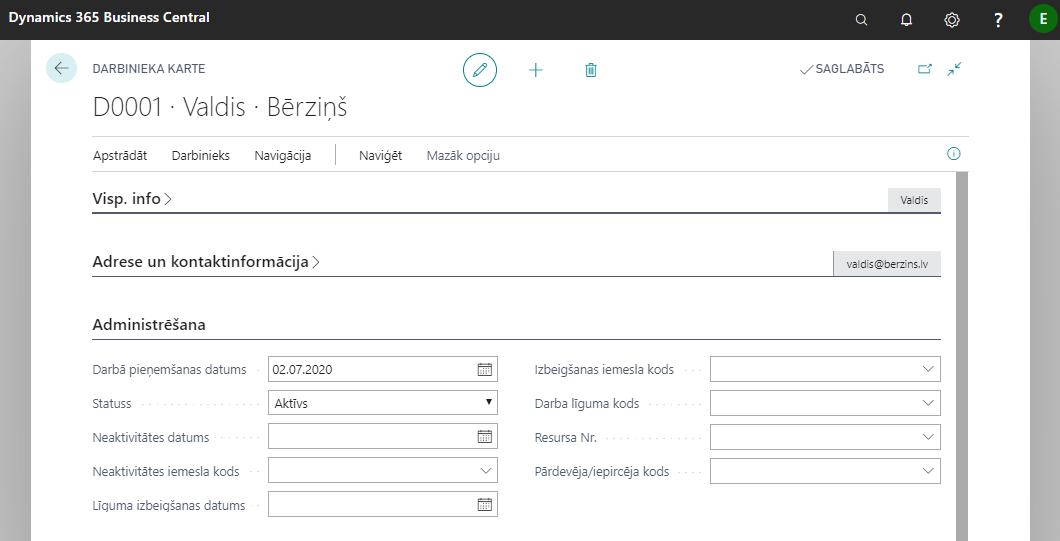 Dynamics 365 Business Central
?
E
DARBINIEKA KARTE
SAGLABĀTS
D0001 · Valdis · Bērziņš
Apstrādāt Darbinieks Navigācija Naviģēt Mazāk opciju
Visp. info
Valdis
Adrese un kontaktinformācija
valdis@berzins.lv
Administrēšana
Darbā pieņemšanas datums 02.07.2020
Statuss Aktīvs
Neaktivitātes datums
Neaktivitātes iemesla kods
Līguma izbeigšanas datums
Izbeigšanas iemesla kods
Darba līguma kods
Resursa Nr.
Pārdevēja/iepircēja kods